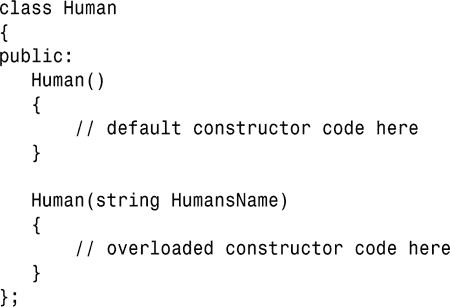 class Human
{
public:
   Human()
   {
       // default constructor code here
   }

   Human(string HumansName)
   {
       // overloaded constructor code here
   }
};